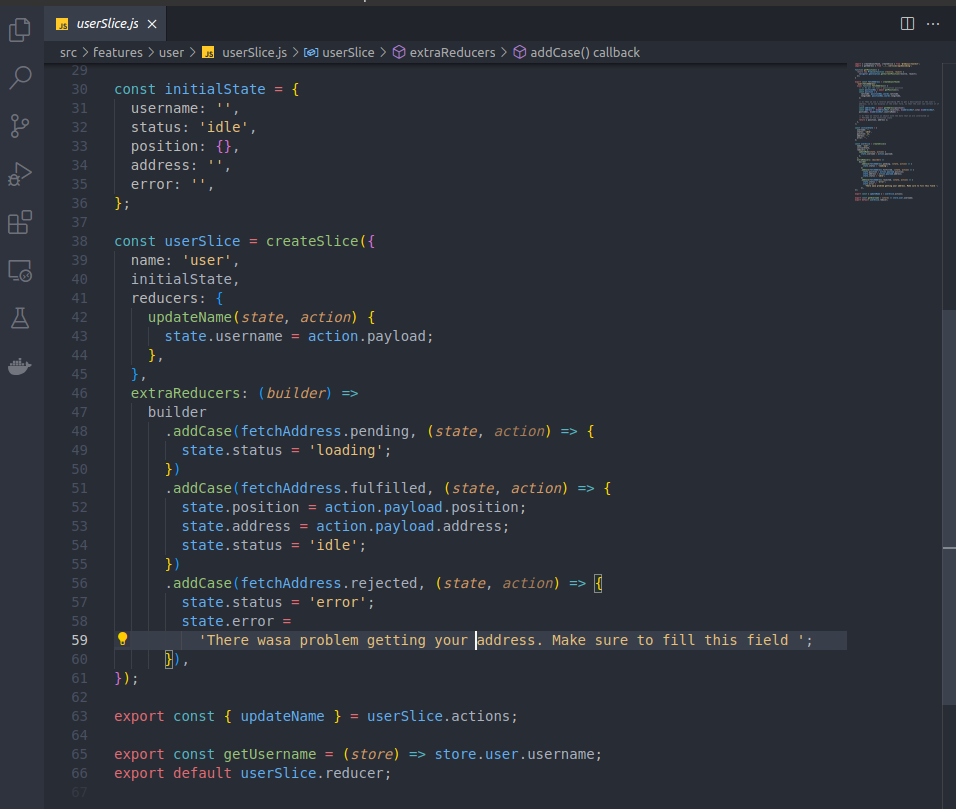 JS userSlice.js ×
src > features > user > JS userSlice.js > userSlice > extraReducers > addCase() callback
29
30 const initialState = {
31 username: '',
32 status: 'idle',
33 position: {},
34 address: '',
35 error: '',
36 };
37
38 const userSlice = createSlice({
39 name: 'user',
40 initialState,
41 reducers: {
42 updateName(state, action) {
43 state.username = action.payload;
44 },
45 },
46 extraReducers: (builder) =>
47 builder
48 .addCase(fetchAddress.pending, (state, action) => {
49 state.status = 'loading';
50 })
51 .addCase(fetchAddress.fulfilled, (state, action) => {
52 state.position = action.payload.position;
53 state.address = action.payload.address;
54 state.status = 'idle';
55 })
56 .addCase(fetchAddress.rejected, (state, action) => {
57 state.status = 'error';
58 state.error =
59 'There wasa problem getting your address. Make sure to fill this field ';
60 }),
61 });
62
63 export const { updateName } = userSlice.actions;
64
65 export const getUsername = (store) => store.user.username;
66 export default userSlice.reducer;
67